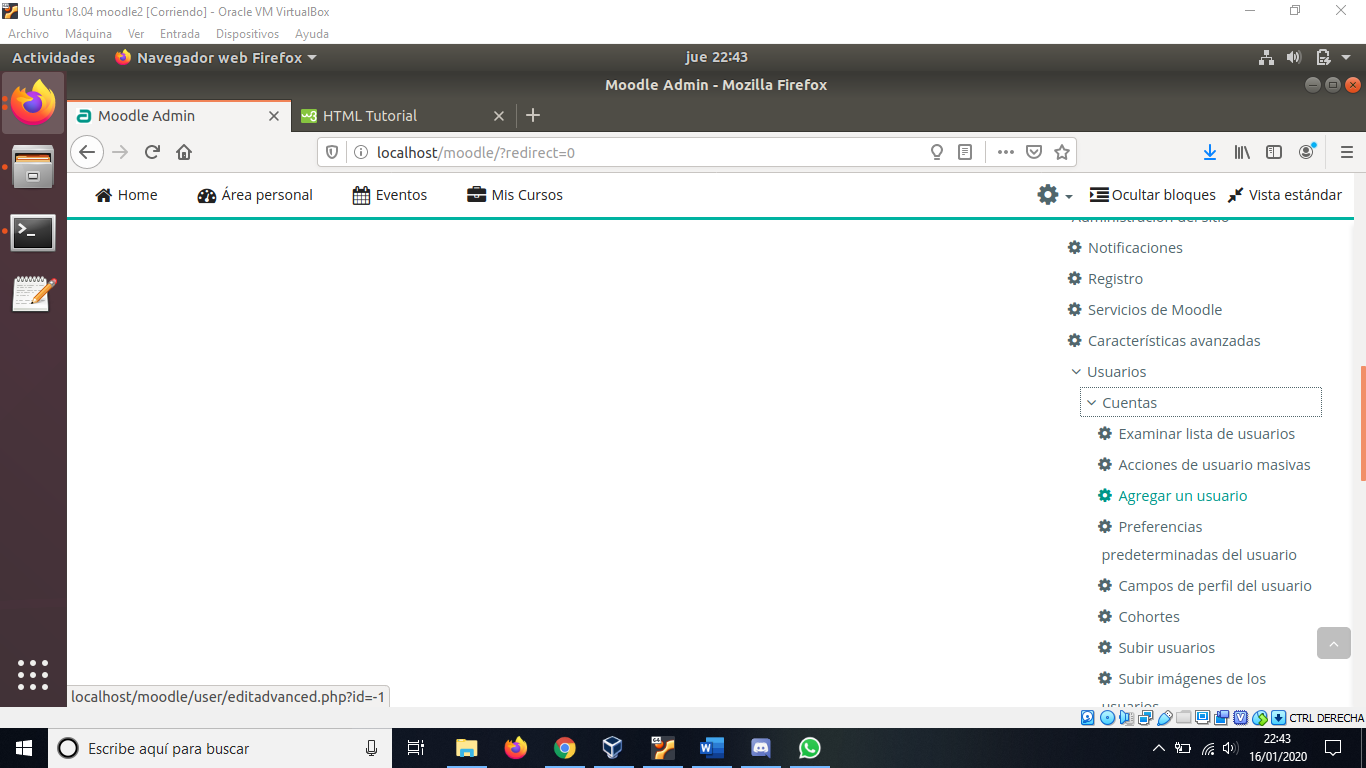 Ubuntu 18.04 moodle2 [Corriendo] - Oracle VM VirtualBox
Archivo Máquina Ver Entrada Dispositivos Ayuda
Actividades Navegador web Firefox jue 22:43
Moodle Admin - Mozilla Firefox
Moodle Admin HTML Tutorial
localhost/moodle/?redirect=0
Home Área personal Eventos Mis Cursos Ocultar bloques Vista estándar
Administración del sitio
Notificaciones
Registro
Servicios de Moodle
Características avanzadas
Usuarios
Cuentas
Examinar lista de usuarios
Acciones de usuario masivas
Agregar un usuario
Preferencias
predeterminadas del usuario
Campos de perfil del usuario
Cohortes
Subir usuarios
Subir imágenes de los
usuarios
localhost/moodle/user/editadvanced.php?id=-1
CTRL DERECHA
Escribe aquí para buscar
22:43
16/01/2020